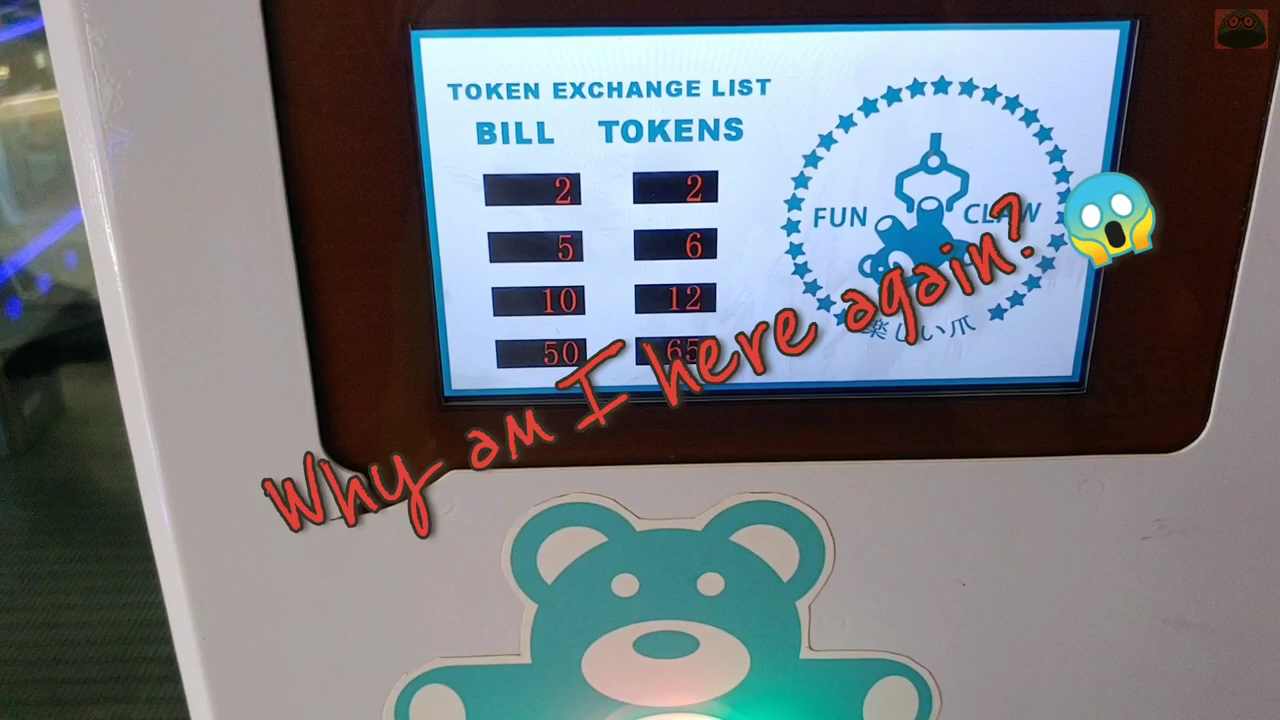 TOKEN EXCHANGE LIST
BILL TOKENS
2 2
5 6
10 12
50 65
FUN CLAW
楽しい爪
Why am I here again?